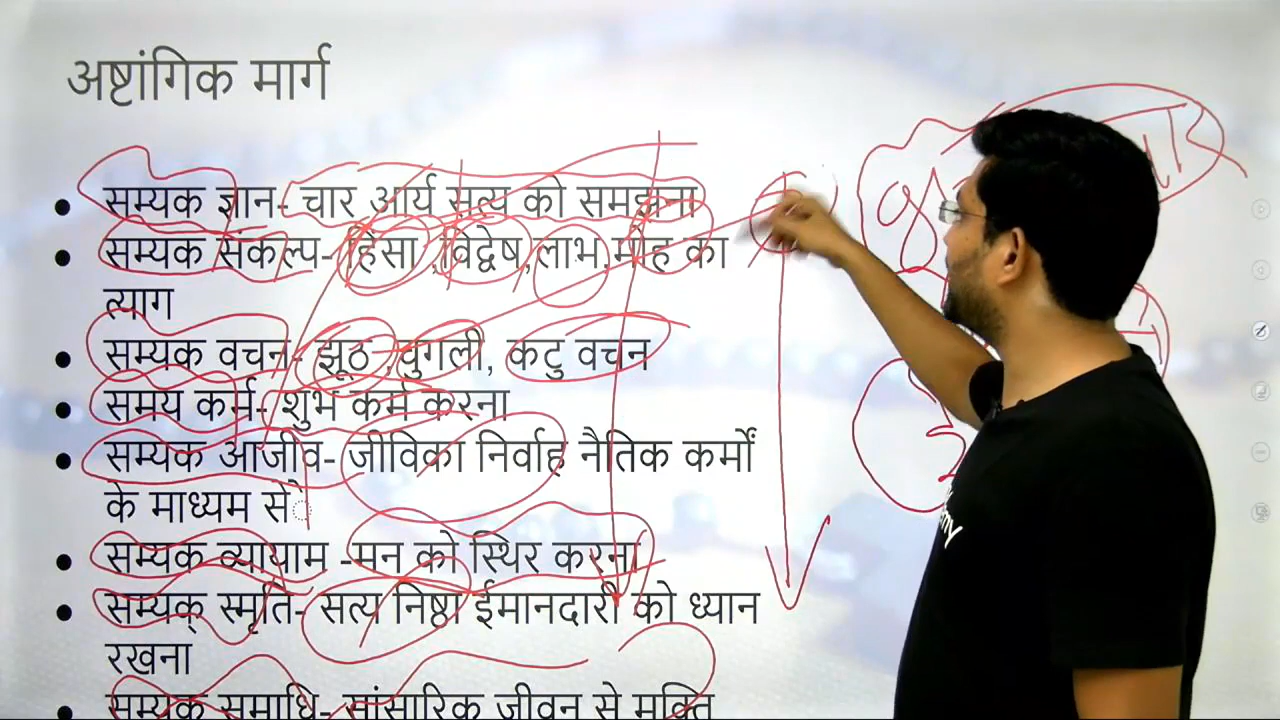 अष्टांगिक मार्ग
• सम्यक ज्ञान- चार आर्य सत्य को समझना
• सम्यक संकल्प- हिंसा ,विद्वेष,लाभ,मोह का
त्याग
• सम्यक वचन- झूठ ,चुगली, कटु वचन
• समय कर्म- शुभ कर्म करना
• सम्यक आजीव- जीविका निर्वाह नैतिक कर्मों
के माध्यम सेे
• सम्यक व्यायाम -मन को स्थिर करना
• सम्यक् स्मृति- सत्य निष्ठा ईमानदारी को ध्यान
रखना
• सम्यक समाधि- सांसारिक जीवन से मुक्ति